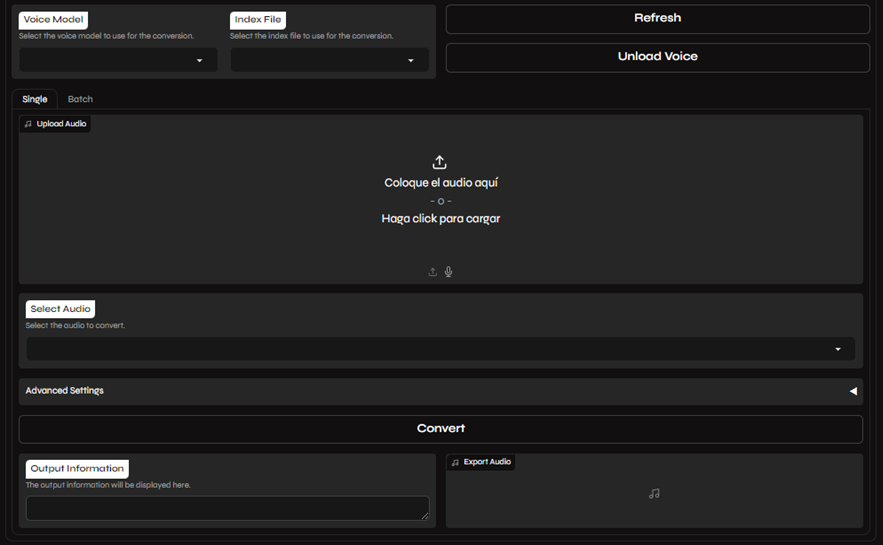 Voice Model
Select the voice model to use for the conversion.
Index File
Select the index file to use for the conversion.
Refresh
Unload Voice
Single
Batch
Upload Audio
Coloque el audio aquí
- o -
Haga click para cargar
Select Audio
Select the audio to convert.
Advanced Settings
Convert
Output Information
The output information will be displayed here.
Export Audio